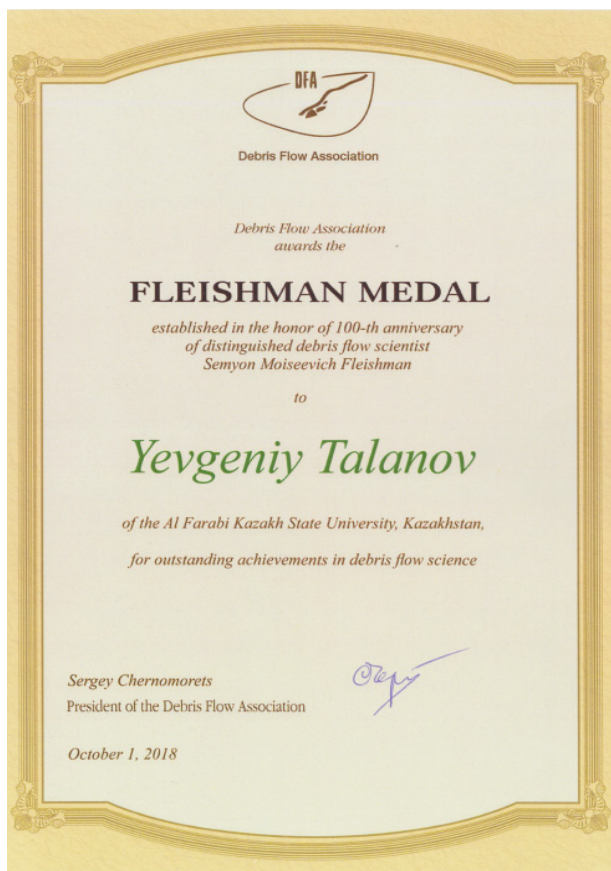 DFA
Debris Flow Association
Debris Flow Association
awards the
FLEISHMAN MEDAL
established in the honor of 100-th anniversary
of distinguished debris flow scientist
Semyon Moiseevich Fleishman
to
Yevgeniy Talanov
of the Al Farabi Kazakh State University, Kazakhstan,
for outstanding achievements in debris flow science
Sergey Chernomorets
President of the Debris Flow Association
October 1, 2018